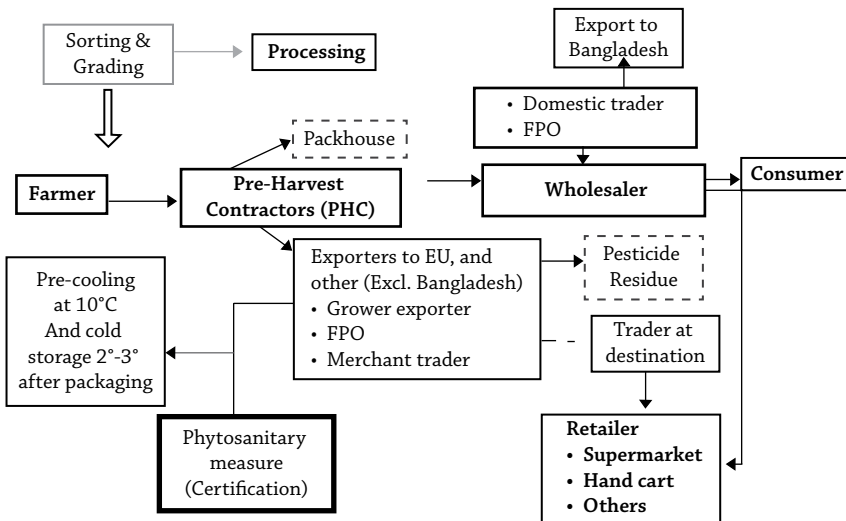 Sorting &
Grading
Processing
Export to
Bangladesh
• Domestic trader
• FPO
Packhouse
Farmer
Pre-Harvest
Contractors (PHC)
Wholesaler
Consumer
Pre-cooling
at 10°C
And cold
storage 2°-3°
after packaging
Exporters to EU, and
other (Excl. Bangladesh)
• Grower exporter
• FPO
• Merchant trader
Pesticide
Residue
Trader at
destination
Phytosanitary
measure
(Certification)
Retailer
• Supermarket
• Hand cart
• Others